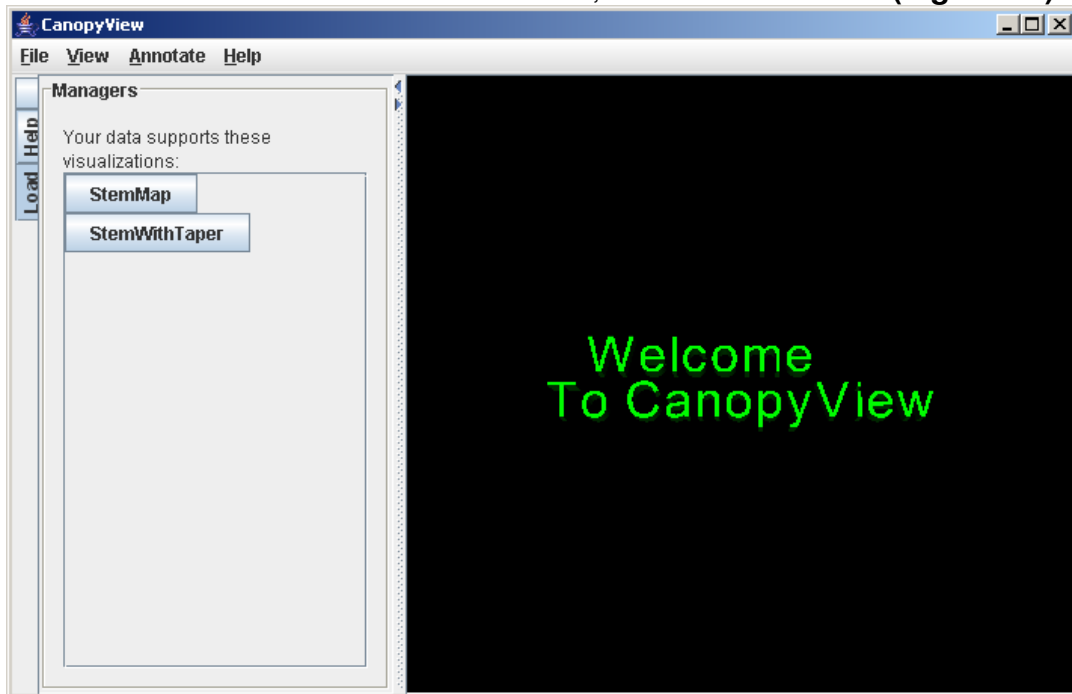 CanopyView
File View Annotate Help
Managers
Help
Load
Your data supports these
visualizations:
StemMap
StemWithTaper
Welcome
To CanopyView